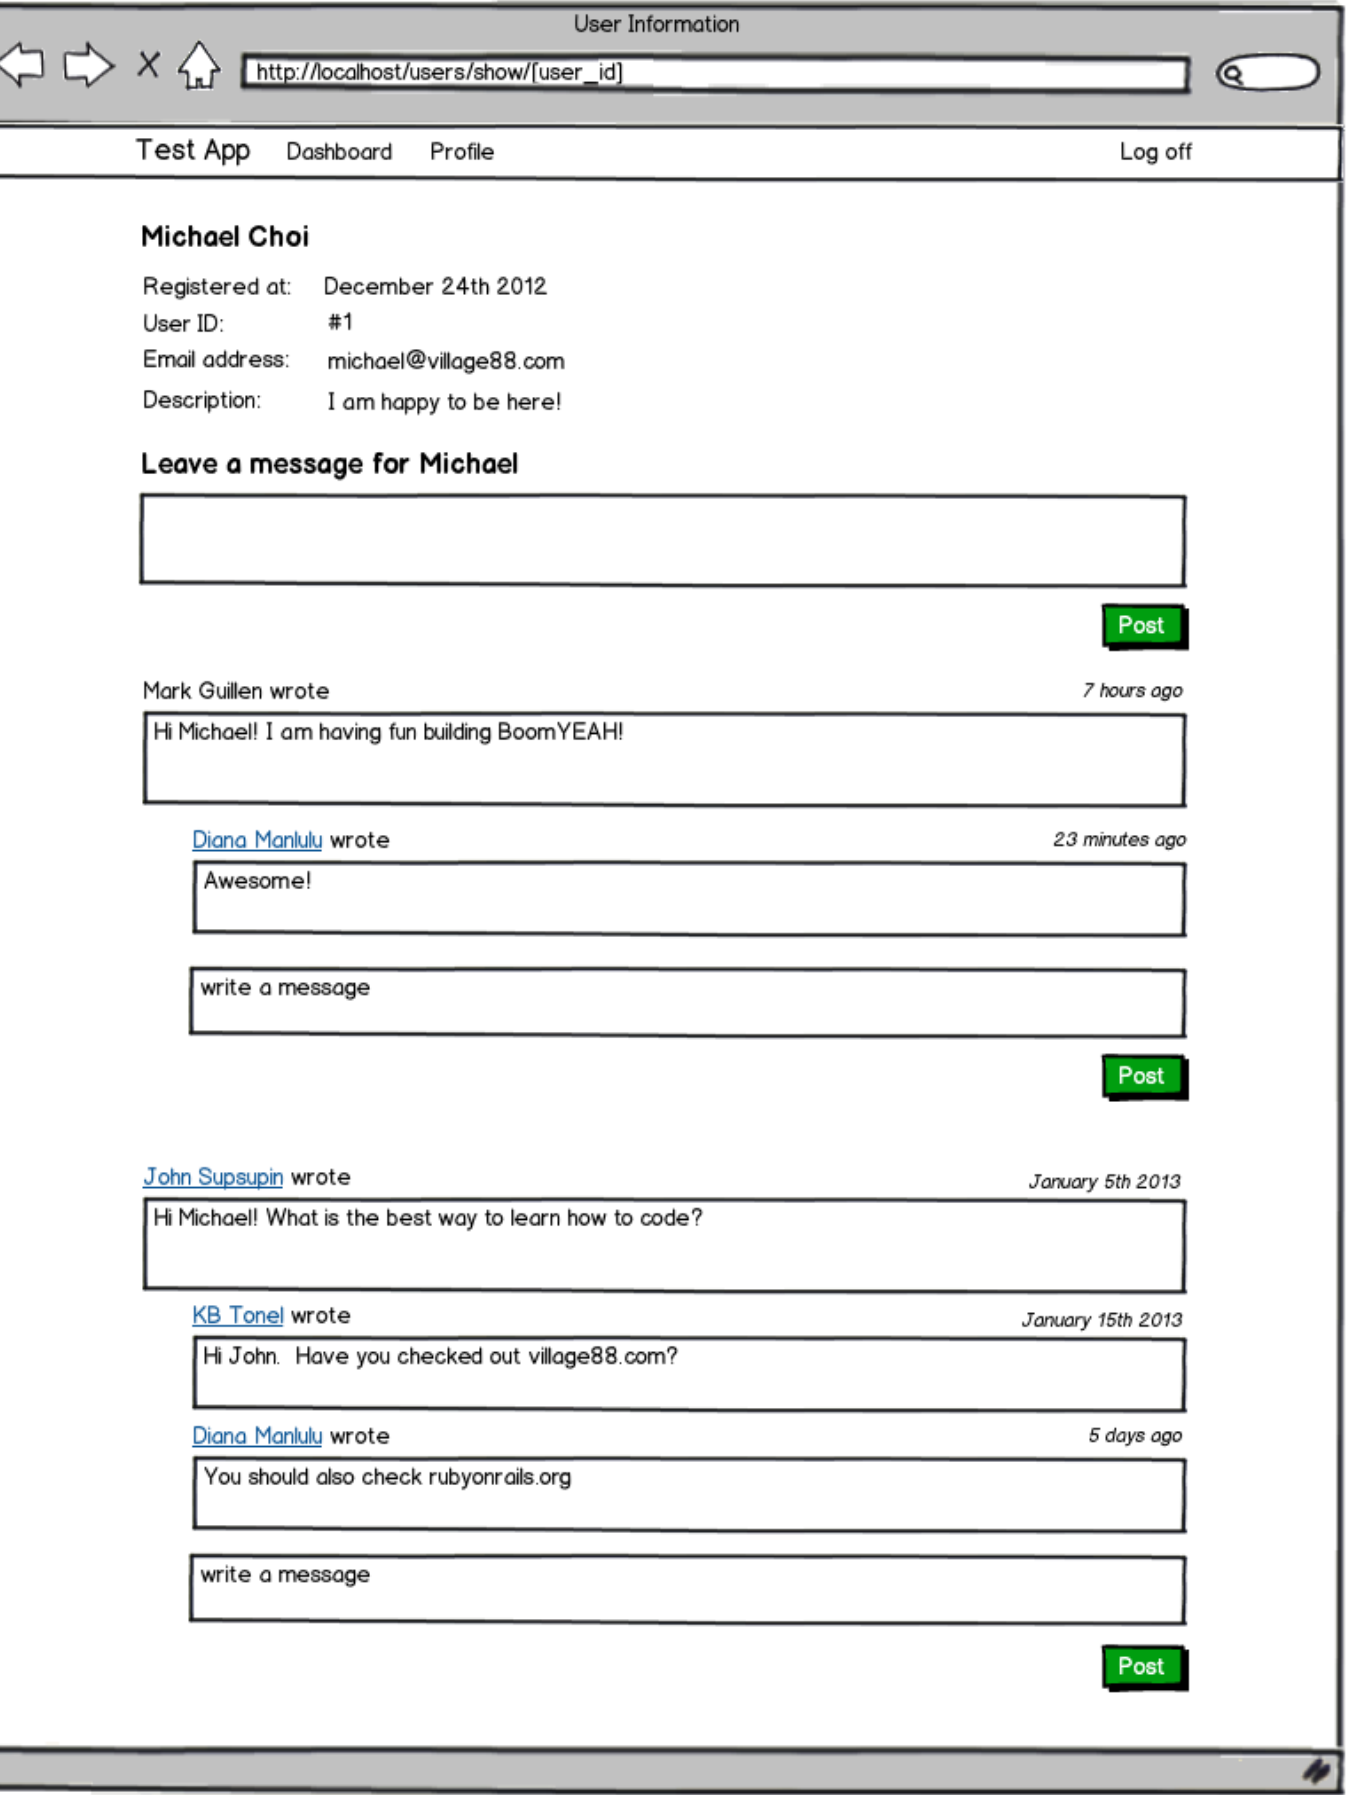 User Information
http://localhost/users/show/[user_id]
Test App Dashboard Profile Log off
Michael Choi
Registered at: December 24th 2012
User ID: #1
Email address: michael@village88.com
Description: I am happy to be here!
Leave a message for Michael
Post
Mark Guillen wrote 7 hours ago
Hi Michael! I am having fun building BoomYEAH!
Diana Manlulu wrote 23 minutes ago
Awesome!
write a message
Post
John Supsupin wrote January 5th 2013
Hi Michael! What is the best way to learn how to code?
KB Tonel wrote January 15th 2013
Hi John. Have you checked out village88.com?
Diana Manlulu wrote 5 days ago
You should also check rubyonrails.org
write a message
Post